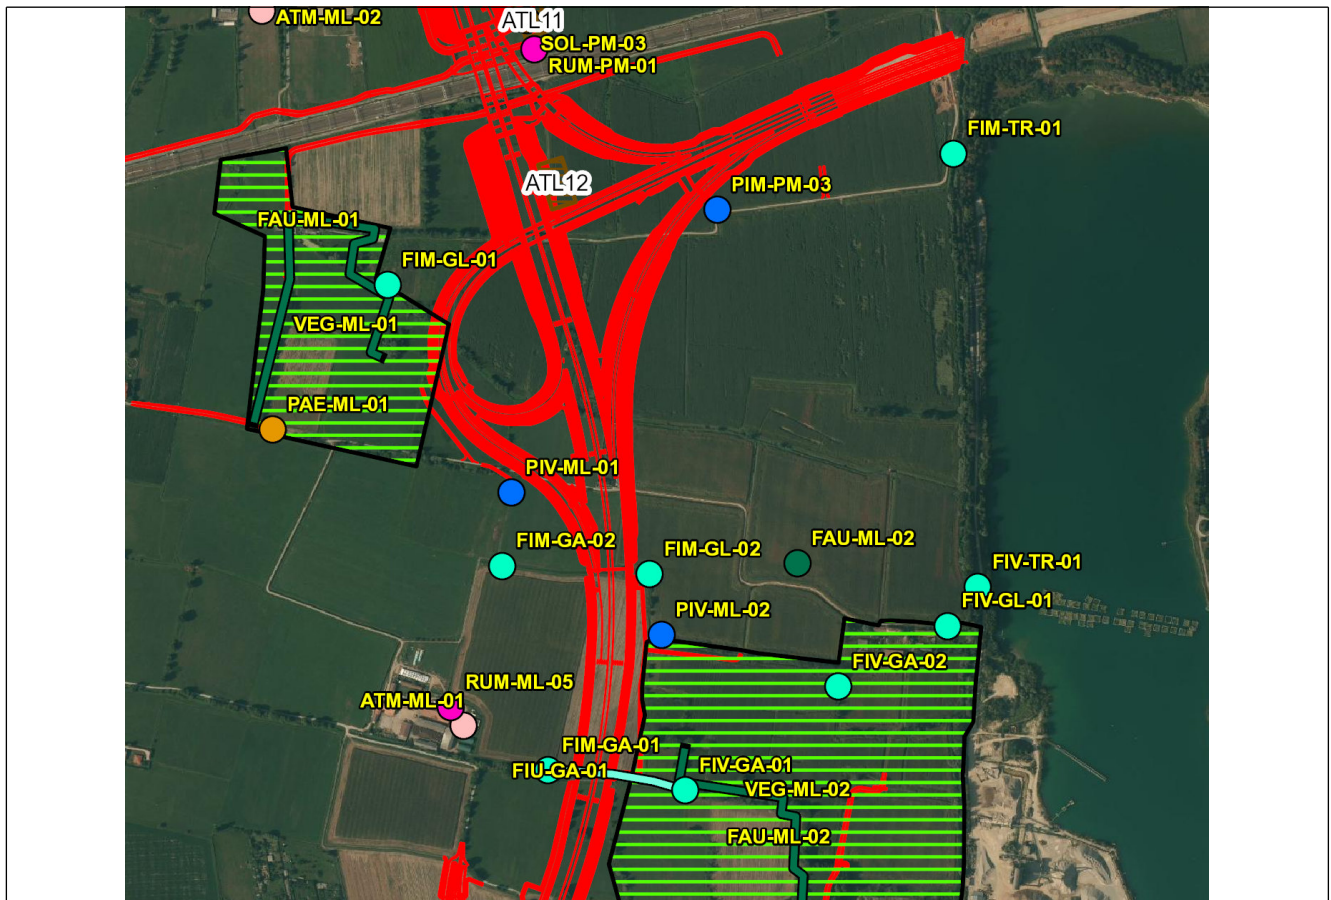 ATM-ML-02
ATL11
SOL-PM-03
RUM-PM-01
FIM-TR-01
ATL12
PIM-PM-03
FAU-ML-01
FIM-GL-01
VEG-ML-01
PAE-ML-01
PIV-ML-01
FIM-GA-02
FIM-GL-02
FAU-ML-02
FIV-TR-01
FIV-GL-01
PIV-ML-02
FIV-GA-02
RUM-ML-05
ATM-ML-01
FIM-GA-01
FIU-GA-01
FIV-GA-01
VEG-ML-02
FAU-ML-02